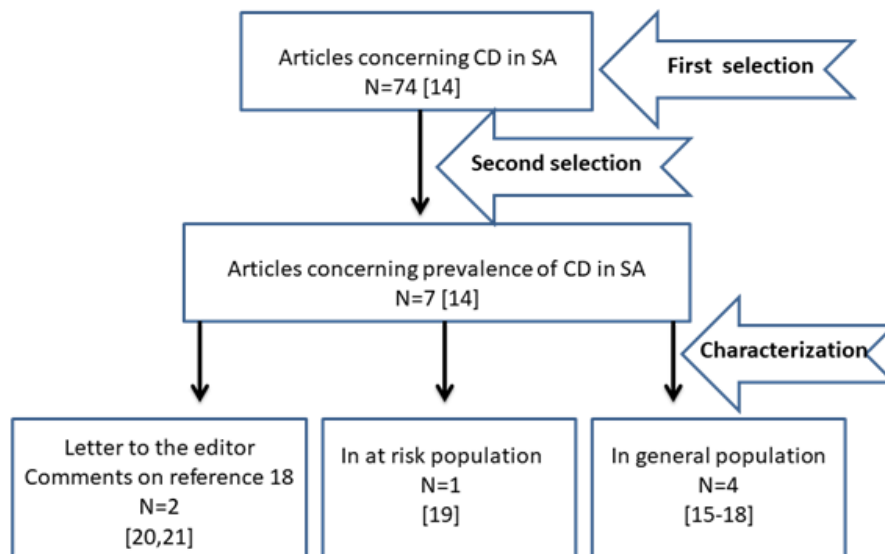 Articles concerning CD in SA
N=74 [14]
First selection
Second selection
Articles concerning prevalence of CD in SA
N=7 [14]
Characterization
Letter to the editor
Comments on reference 18
N=2
[20,21]
In at risk population
N=1
[19]
In general population
N=4
[15-18]